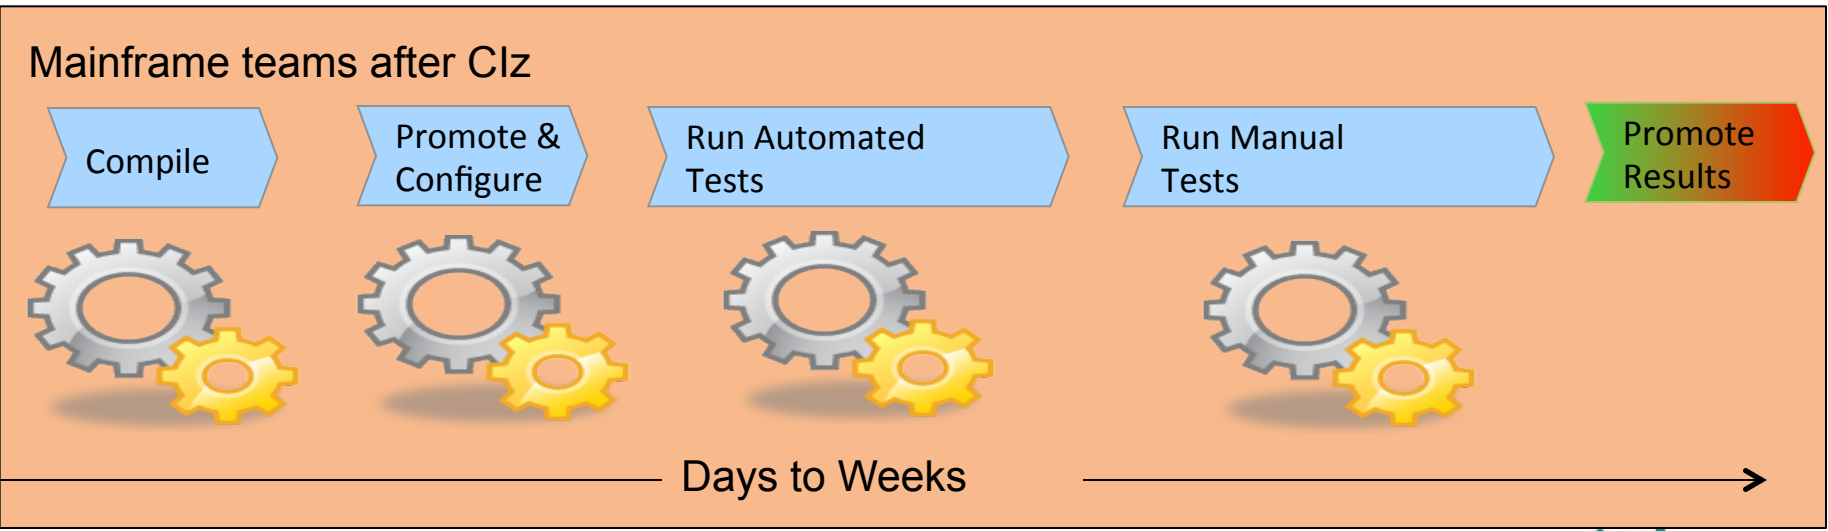 Mainframe teams after CIz
Compile
Promote &
Configure
Run Automated
Tests
Run Manual
Tests
Promote
Results
Days to Weeks